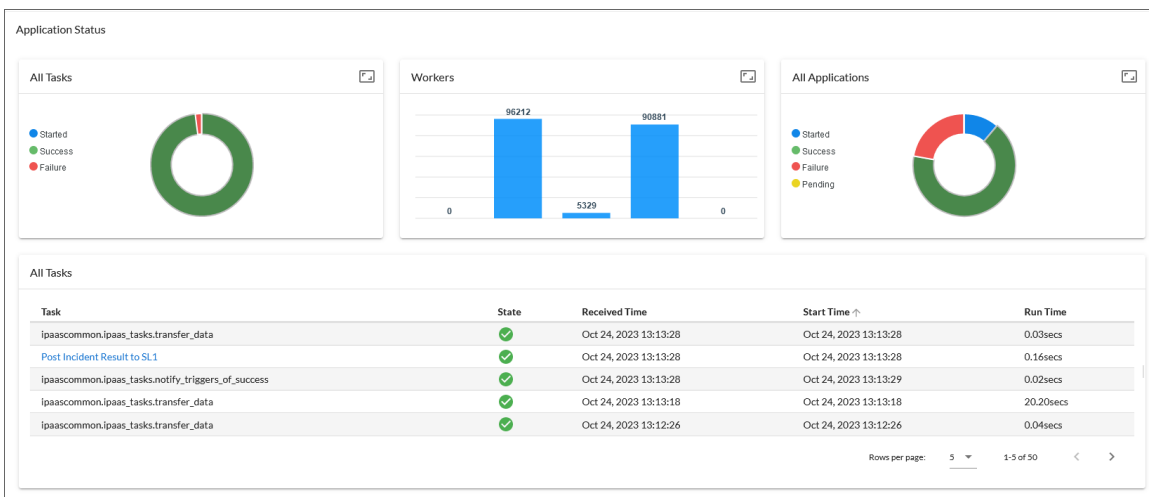 Application Status
All Tasks
Started
Success
Failure
Workers
96212
90881
5329
0
0
All Applications
Started
Success
Failure
Pending
All Tasks
Task State Received Time Start Time Run Time
ipaascommon.ipaas_tasks.transfer_data Oct 24, 2023 13:13:28 Oct 24, 2023 13:13:28 0.03secs
Post Incident Result to SL1 Oct 24, 2023 13:13:28 Oct 24, 2023 13:13:28 0.16secs
ipaascommon.ipaas_tasks.notify_triggers_of_success Oct 24, 2023 13:13:28 Oct 24, 2023 13:13:29 0.02secs
ipaascommon.ipaas_tasks.transfer_data Oct 24, 2023 13:13:18 Oct 24, 2023 13:13:18 20.20secs
ipaascommon.ipaas_tasks.transfer_data Oct 24, 2023 13:12:26 Oct 24, 2023 13:12:26 0.04secs
Rows per page: 5 1-5 of 50